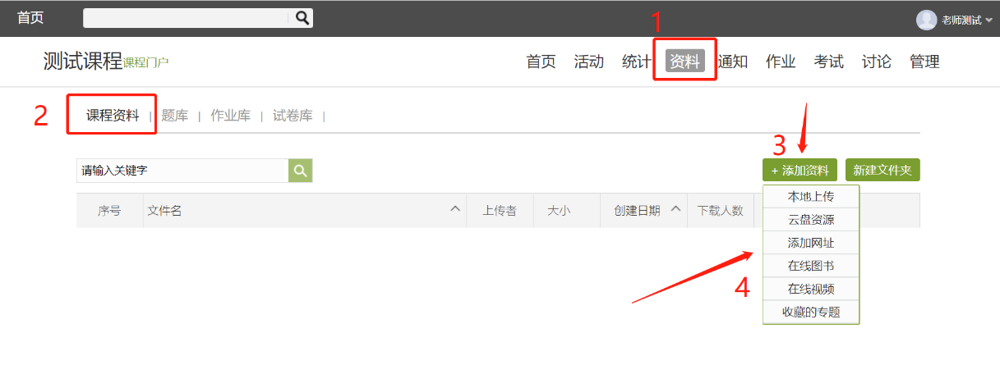 首页
老师测试
1
测试课程课程门户
首页 活动 统计 资料 通知 作业 考试 讨论 管理
2
课程资料 | 题库 | 作业库 | 试卷库 |
3
请输入关键字
+ 添加资料 新建文件夹
序号 文件名 上传者 大小 创建日期 下载人数
本地上传
云盘资源
添加网址
在线图书
4
在线视频
收藏的专题